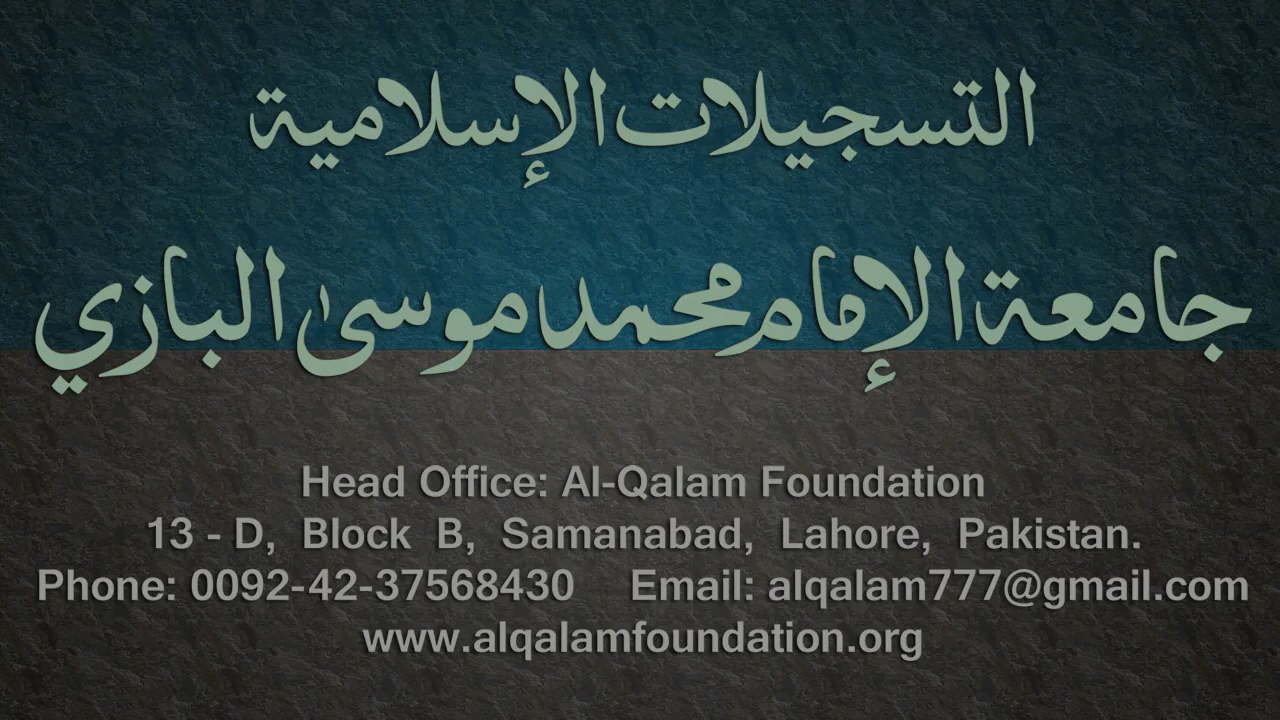 التسجيلات الإسلامية
جامعة الإمام محمد موسىٰ البازي
Head Office: Al-Qalam Foundation
13 - D, Block B, Samanabad, Lahore, Pakistan.
Phone: 0092-42-37568430 Email: alqalam777@gmail.com
www.alqalamfoundation.org